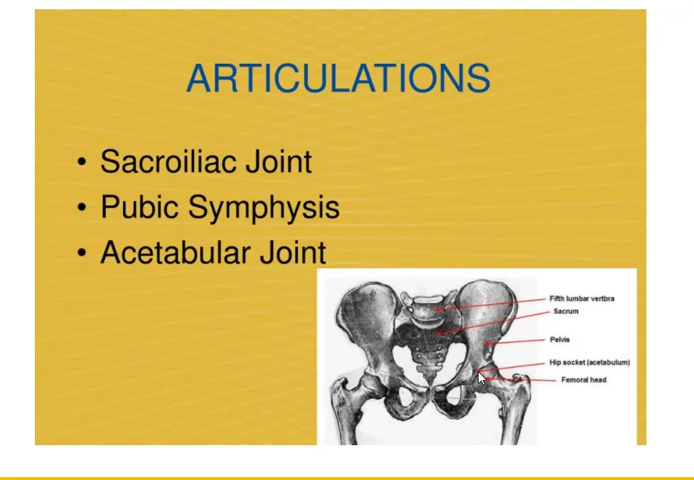 ARTICULATIONS
• Sacroiliac Joint
• Pubic Symphysis
• Acetabular Joint
Fifth lumbar vertbra
Sacrum
Pelvis
Hip socket (acetabulum)
Femoral head